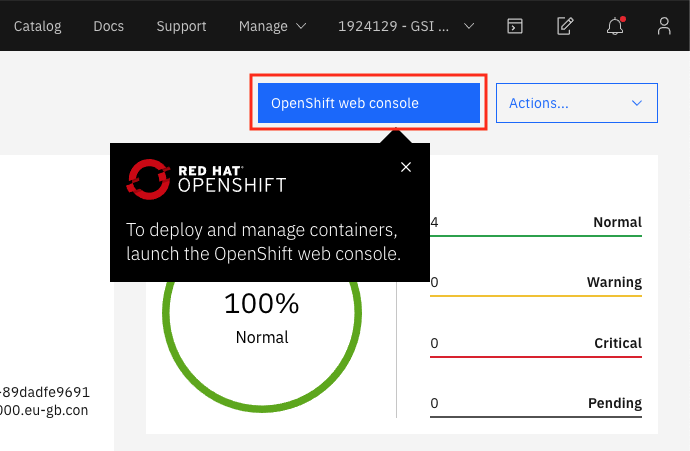 Catalog Docs Support Manage 1924129 - GSI ...
OpenShift web console
Actions...
RED HAT
OPENSHIFT
To deploy and manage containers,
launch the OpenShift web console.
100%
Normal
4 Normal
0 Warning
0 Critical
0 Pending
-89dadfe9691
000.eu-gb.con